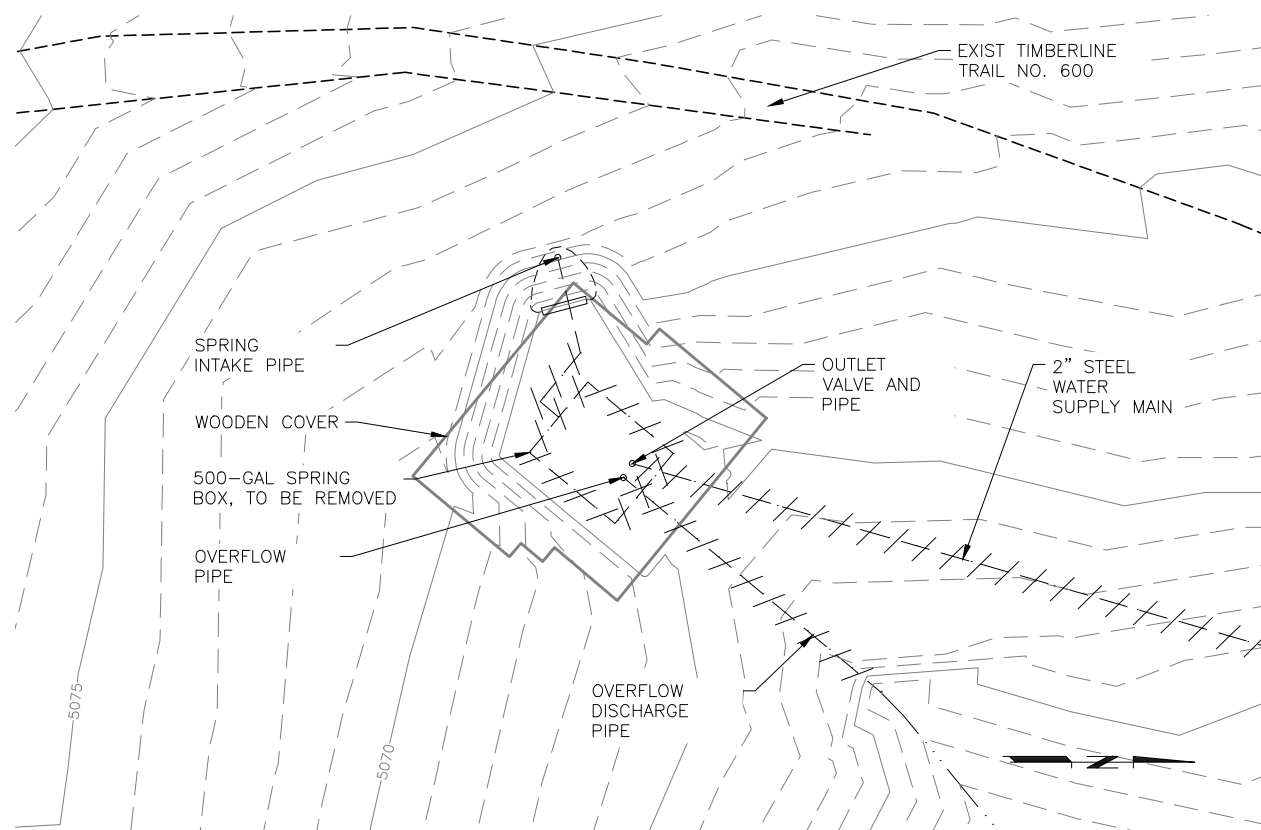 EXIST TIMBERLINE
TRAIL NO. 600
SPRING
INTAKE PIPE
OUTLET
VALVE AND
PIPE
2” STEEL
WATER
SUPPLY MAIN
WOODEN COVER
500-GAL SPRING
BOX, TO BE REMOVED
OVERFLOW
PIPE
OVERFLOW
DISCHARGE
PIPE
5075
5070
N